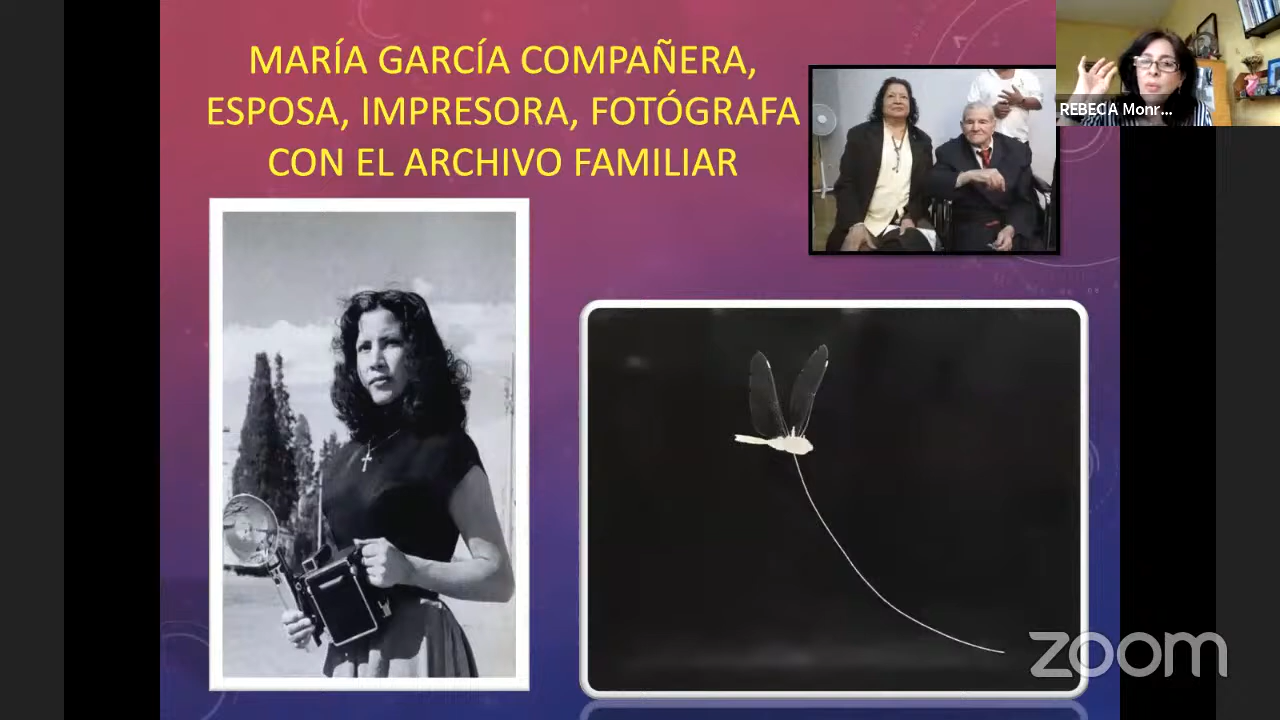 MARÍA GARCÍA COMPAÑERA,
ESPOSA, IMPRESORA, FOTÓGRAFA
CON EL ARCHIVO FAMILIAR
REBECA Monr...
zoom